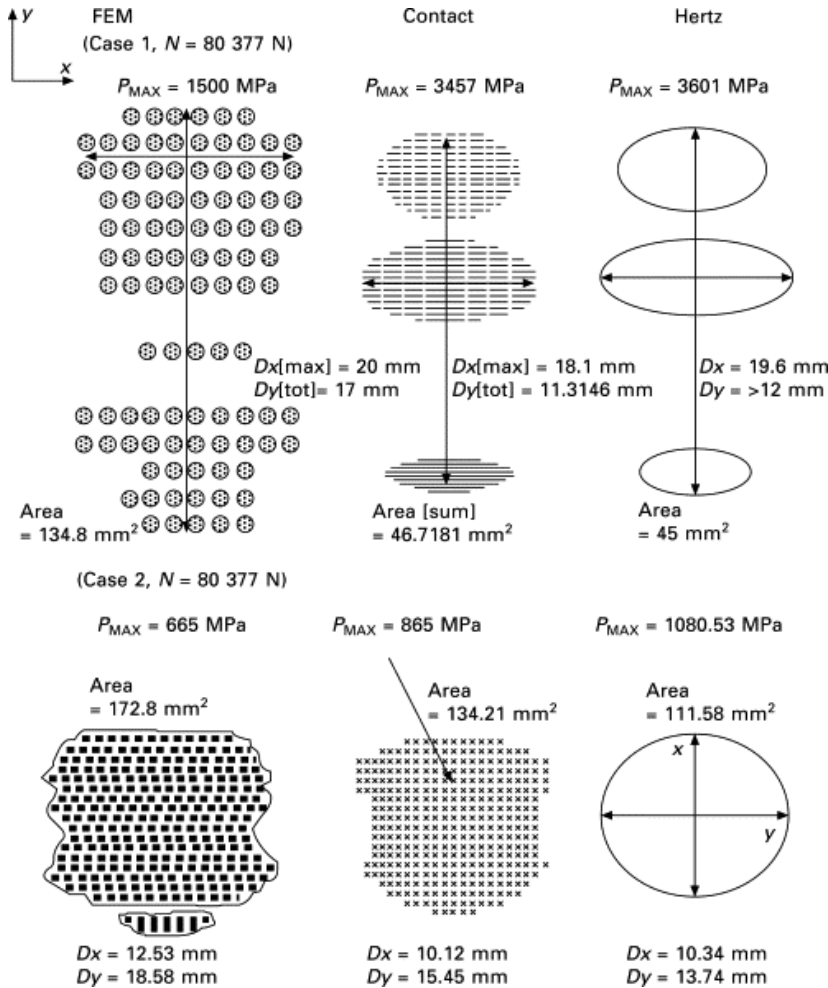 y
x
FEM
Contact
Hertz
(Case 1, N = 80 377 N)
P_MAX = 1500 MPa
P_MAX = 3457 MPa
P_MAX = 3601 MPa
Dx[max] = 20 mm
Dy[tot]= 17 mm
Dx[max] = 18.1 mm
Dy[tot] = 11.3146 mm
Dx = 19.6 mm
Dy = >12 mm
Area
= 134.8 mm²
Area [sum]
= 46.7181 mm²
Area
= 45 mm²
(Case 2, N = 80 377 N)
P_MAX = 665 MPa
P_MAX = 865 MPa
P_MAX = 1080.53 MPa
Area
= 172.8 mm²
Area
= 134.21 mm²
Area
= 111.58 mm²
x
y
Dx = 12.53 mm
Dy = 18.58 mm
Dx = 10.12 mm
Dy = 15.45 mm
Dx = 10.34 mm
Dy = 13.74 mm